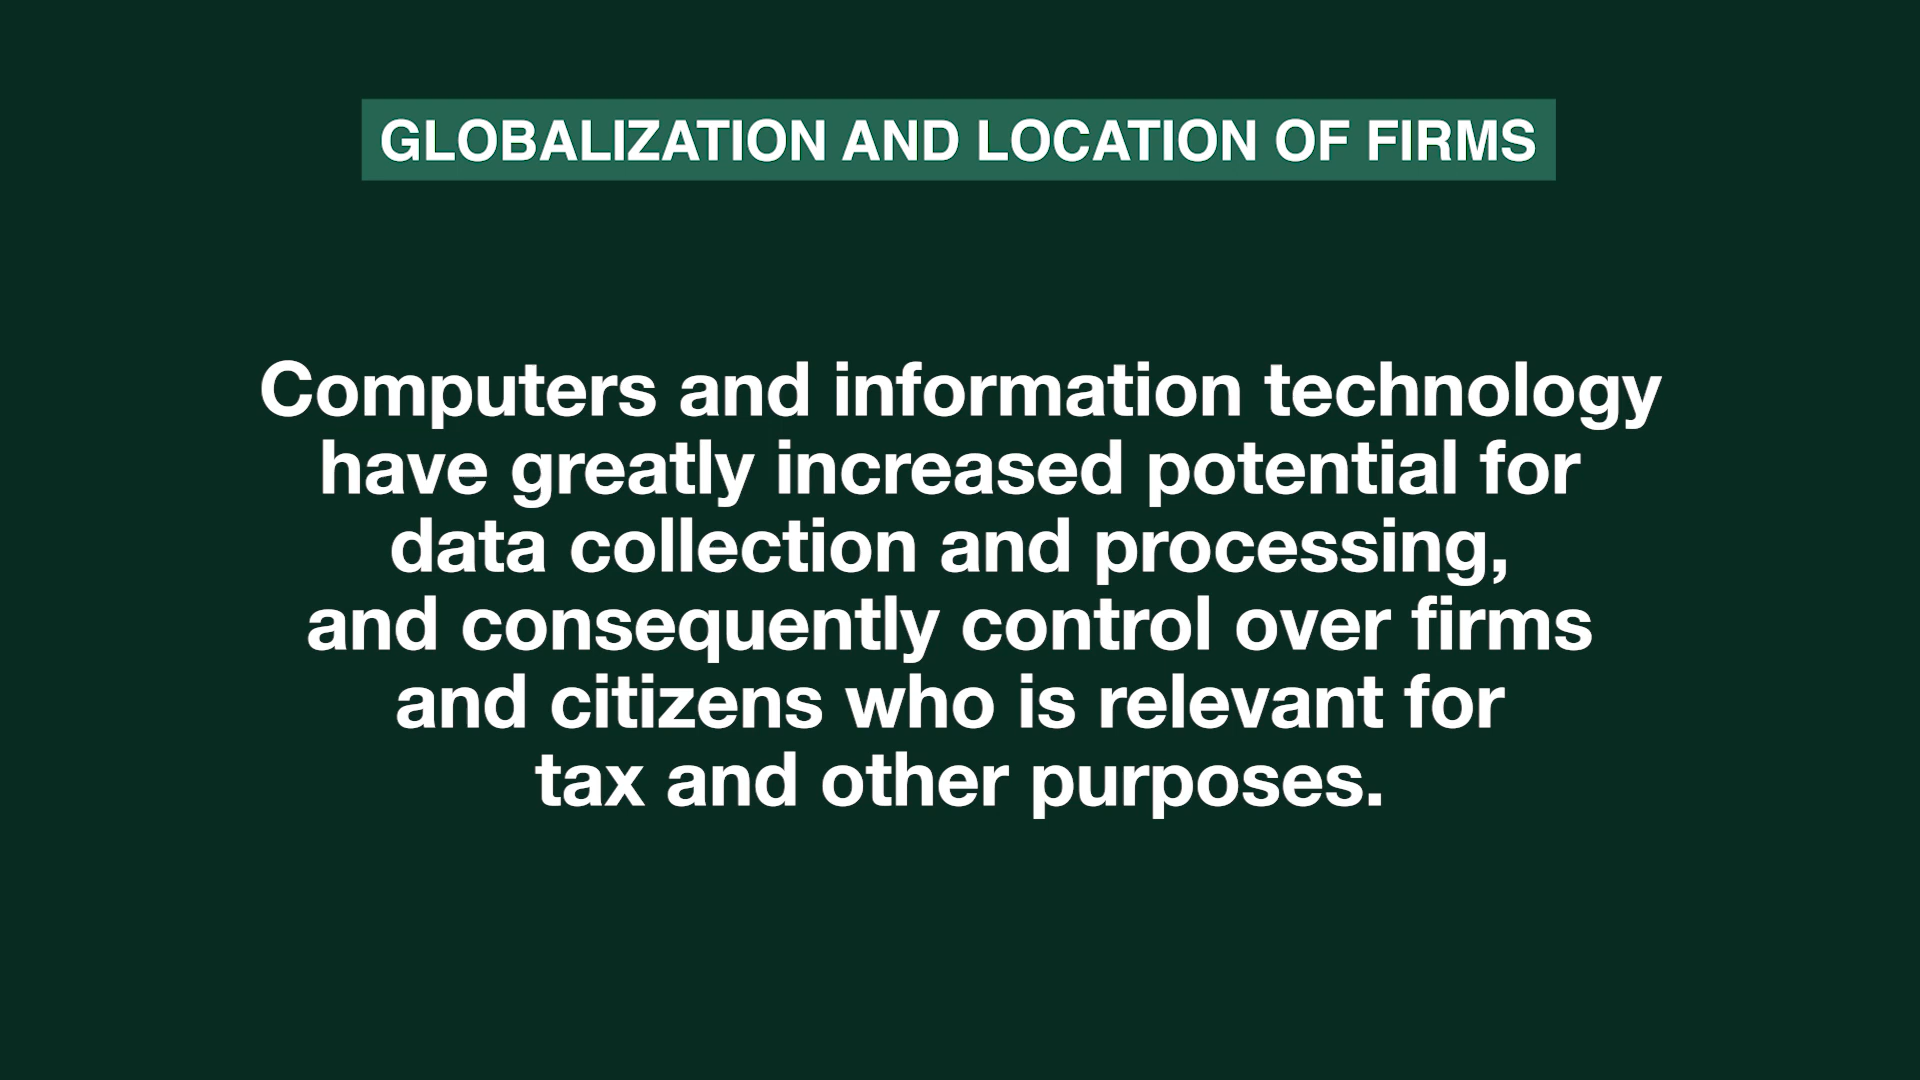 GLOBALIZATION AND LOCATION OF FIRMS
Computers and information technology
have greatly increased potential for
data collection and processing,
and consequently control over firms
and citizens who is relevant for
tax and other purposes.